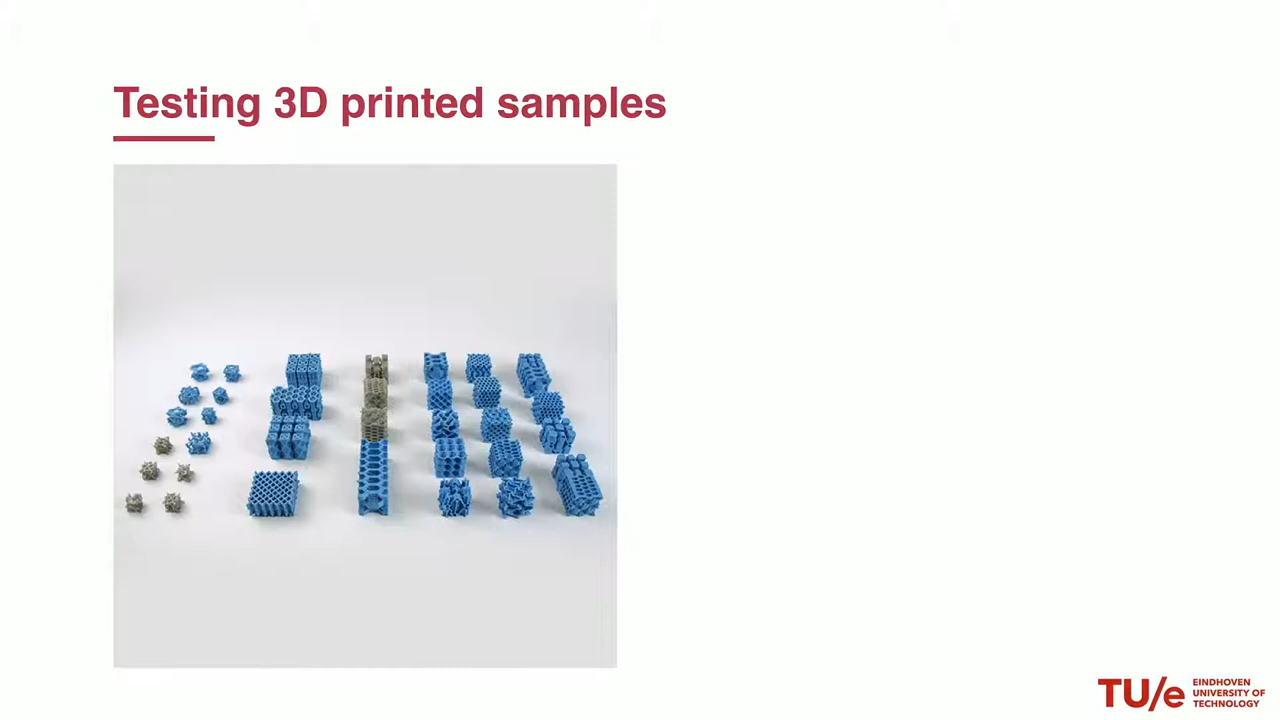 Testing 3D printed samples
TU/e
EINDHOVEN
UNIVERSITY OF
TECHNOLOGY